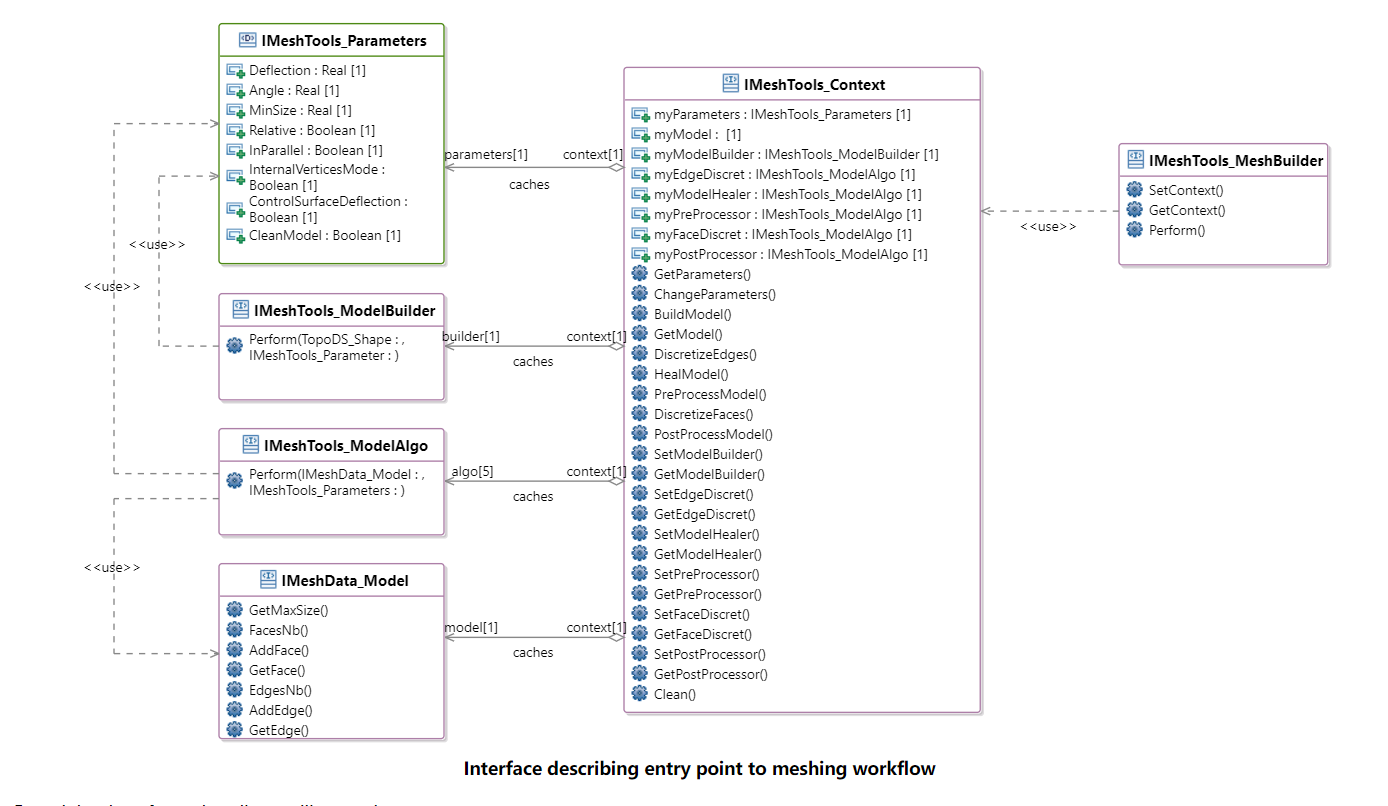 IMeshTools_Parameters
Deflection : Real [1]
Angle : Real [1]
MinSize : Real [1]
Relative : Boolean [1]
InParallel : Boolean [1]
InternalVerticesMode :
Boolean [1]
ControlSurfaceDeflection :
Boolean [1]
CleanModel : Boolean [1]
<<use>>
<<use>>
IMeshTools_ModelBuilder
Perform(TopoDS_Shape : ,
IMeshTools_Parameter : )
IMeshTools_ModelAlgo
Perform(IMeshData_Model : ,
IMeshTools_Parameters : )
<<use>>
IMeshData_Model
GetMaxSize()
FacesNb()
AddFace()
GetFace()
EdgesNb()
AddEdge()
GetEdge()
parameters[1] context[1]
caches
builder[1] context[1]
caches
algo[5] context[1]
caches
model[1] context[1]
caches
IMeshTools_Context
myParameters : IMeshTools_Parameters [1]
myModel :  [1]
myModelBuilder : IMeshTools_ModelBuilder [1]
myEdgeDiscret : IMeshTools_ModelAlgo [1]
myModelHealer : IMeshTools_ModelAlgo [1]
myPreProcessor : IMeshTools_ModelAlgo [1]
myFaceDiscret : IMeshTools_ModelAlgo [1]
myPostProcessor : IMeshTools_ModelAlgo [1]
GetParameters()
ChangeParameters()
BuildModel()
GetModel()
DiscretizeEdges()
HealModel()
PreProcessModel()
DiscretizeFaces()
PostProcessModel()
SetModelBuilder()
GetModelBuilder()
SetEdgeDiscret()
GetEdgeDiscret()
SetModelHealer()
GetModelHealer()
SetPreProcessor()
GetPreProcessor()
SetFaceDiscret()
GetFaceDiscret()
SetPostProcessor()
GetPostProcessor()
Clean()
<<use>>
IMeshTools_MeshBuilder
SetContext()
GetContext()
Perform()
Interface describing entry point to meshing workflow